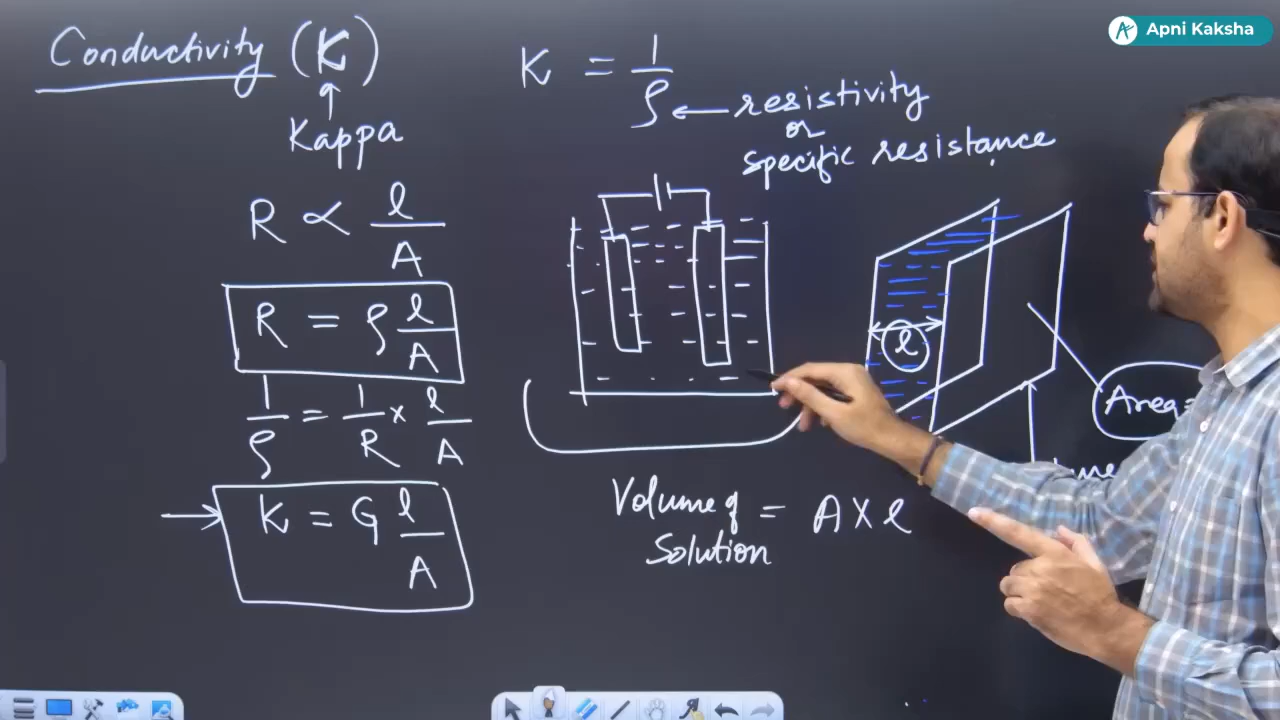 Conductivity (K)
Kappa
K = 1/ρ ← resistivity
or
specific resistance
R ∝ l/A
R = ρ l/A
1/ρ = 1/R × l/A
K = G l/A
l
Area =
Volume of
Solution = A × l
Apni Kaksha